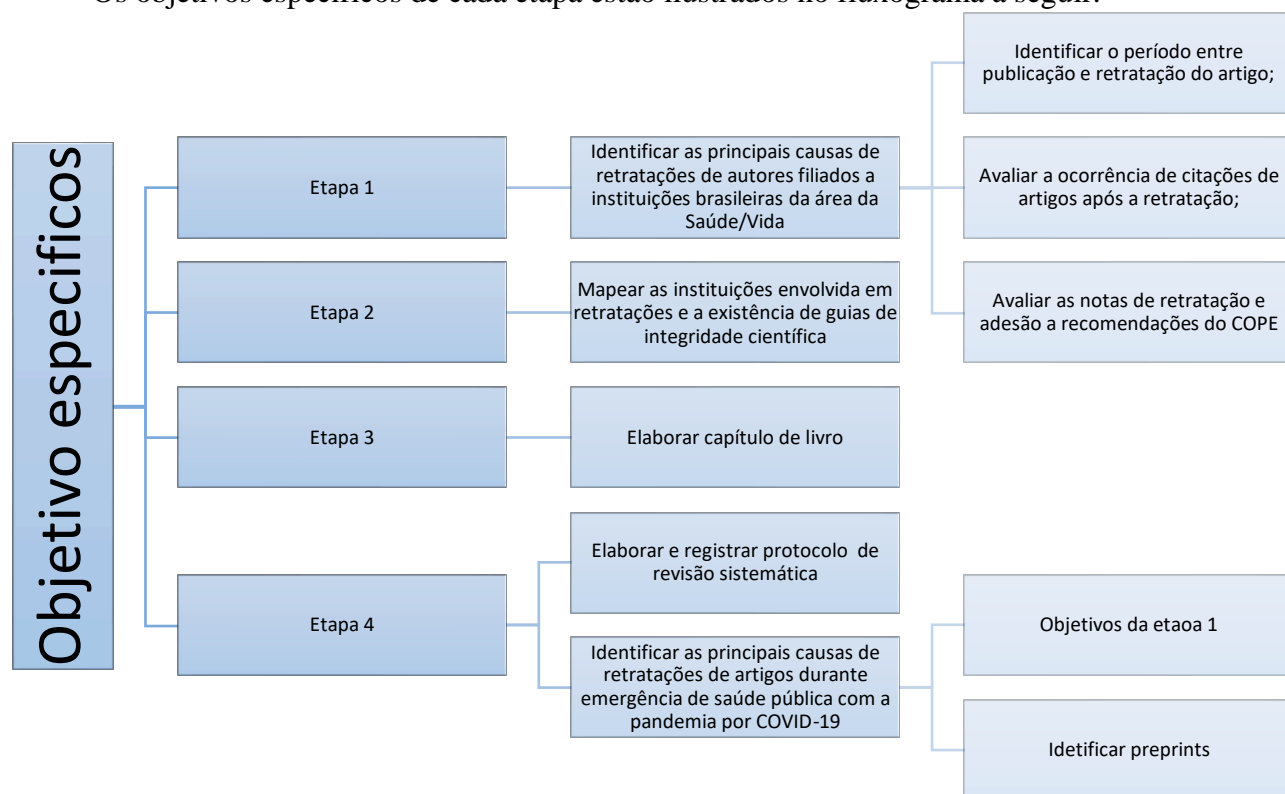 Os objetivos específicos de cada etapa estão ilustrados no fluxograma a seguir.
Objetivo especificos
Etapa 1
Identificar as principais causas de
retratações de autores filiados a
instituições brasileiras da área da
Saúde/Vida
Identificar o período entre
publicação e retratação do artigo;
Avaliar a ocorrência de citações de
artigos após a retratação;
Avaliar as notas de retratação e
adesão a recomendações do COPE
Etapa 2
Mapear as instituições envolvida em
retratações e a existência de guias de
integridade científica
Etapa 3
Elaborar capítulo de livro
Etapa 4
Elaborar e registrar protocolo de
revisão sistemática
Identificar as principais causas de
retratações de artigos durante
emergência de saúde pública com a
pandemia por COVID-19
Objetivos da etaoa 1
Idetificar preprints